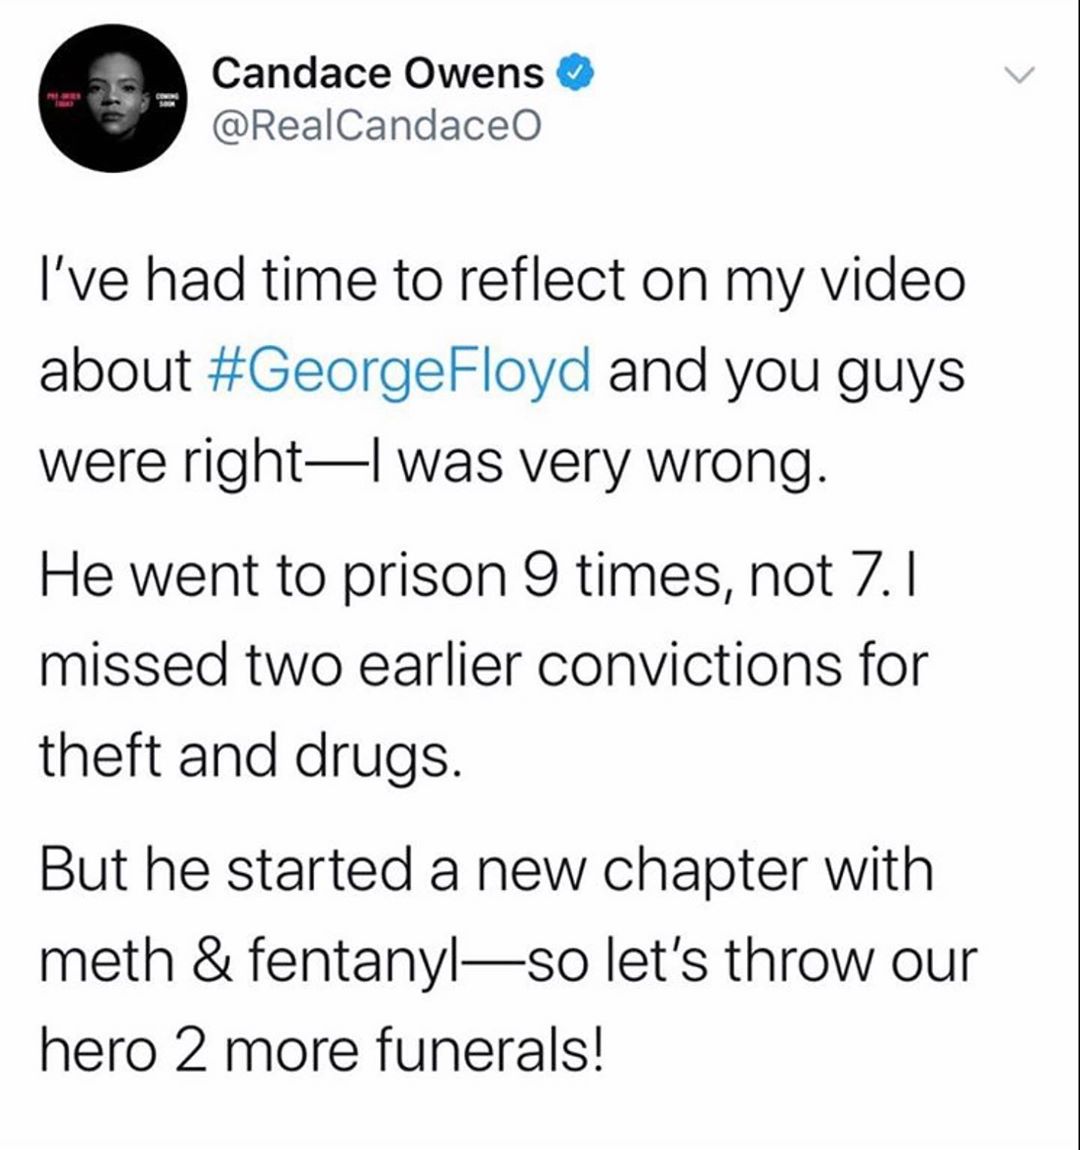 Candace Owens
@RealCandaceO
I've had time to reflect on my video
about #GeorgeFloyd and you guys
were right—I was very wrong.
He went to prison 9 times, not 7. I
missed two earlier convictions for
theft and drugs.
But he started a new chapter with
meth & fentanyl—so let's throw our
hero 2 more funerals!
COMING
SOON